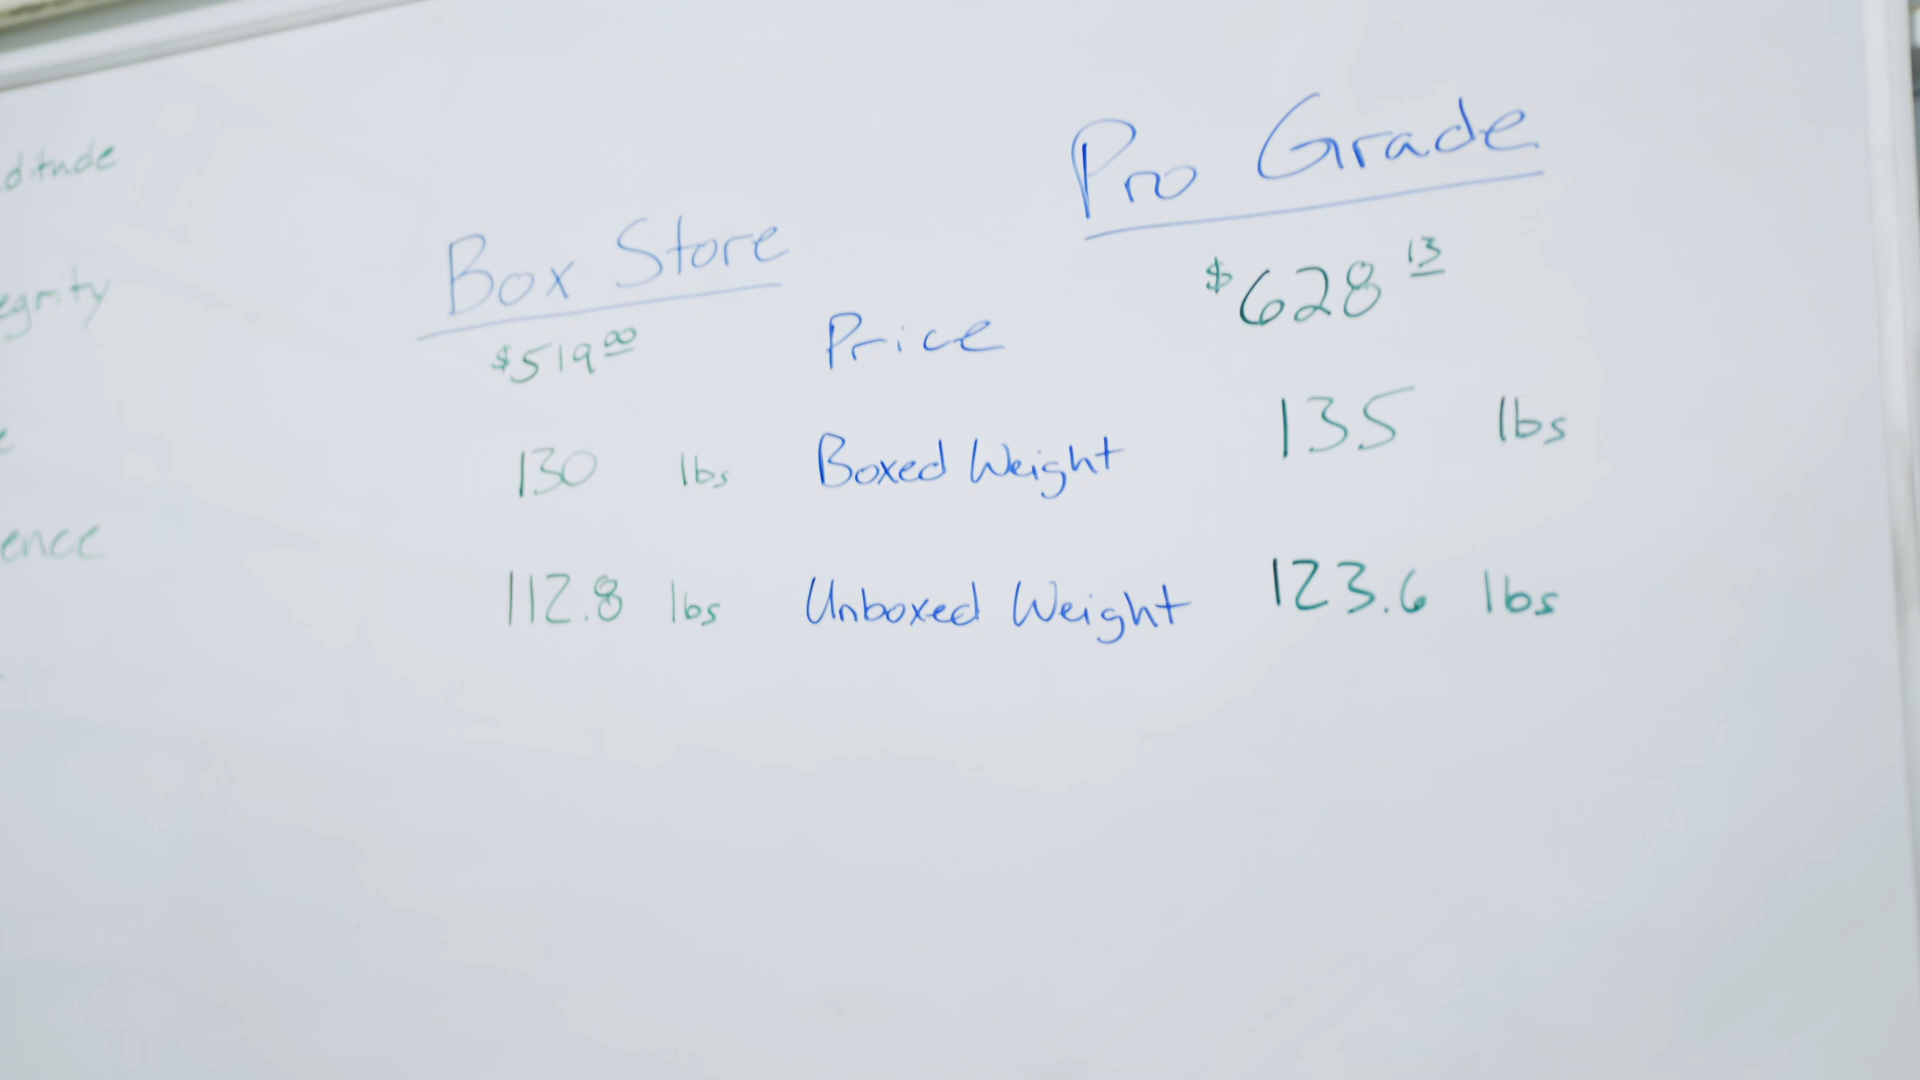 Pro Grade
Box Store
$628 13
$519 00 Price
130 lbs Boxed Weight 135 lbs
112.8 lbs Unboxed Weight 123.6 lbs